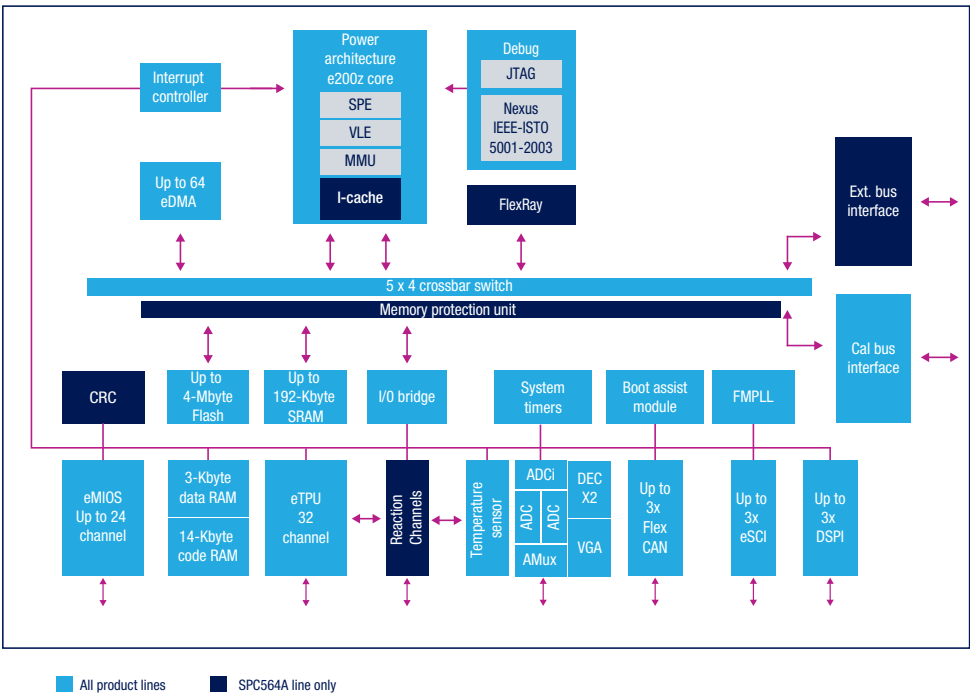 Power
architecture
e200z core
SPE
VLE
MMU
I-cache
Debug
JTAG
Nexus
IEEE-ISTO
5001-2003
Interrupt
controller
Up to 64
eDMA
FlexRay
Ext. bus
interface
5 x 4 crossbar switch
Memory protection unit
Cal bus
interface
CRC
Up to
4-Mbyte
Flash
Up to
192-Kbyte
SRAM
I/0 bridge
System
timers
Boot assist
module
FMPLL
eMIOS
Up to 24
channel
3-Kbyte
data RAM
14-Kbyte
code RAM
eTPU
32
channel
Reaction
Channels
Temperature
sensor
ADCi
ADC
ADC
AMux
DEC
X2
VGA
Up to
3x
Flex
CAN
Up to
3x
eSCI
Up to
3x
DSPI
All product lines
SPC564A line only